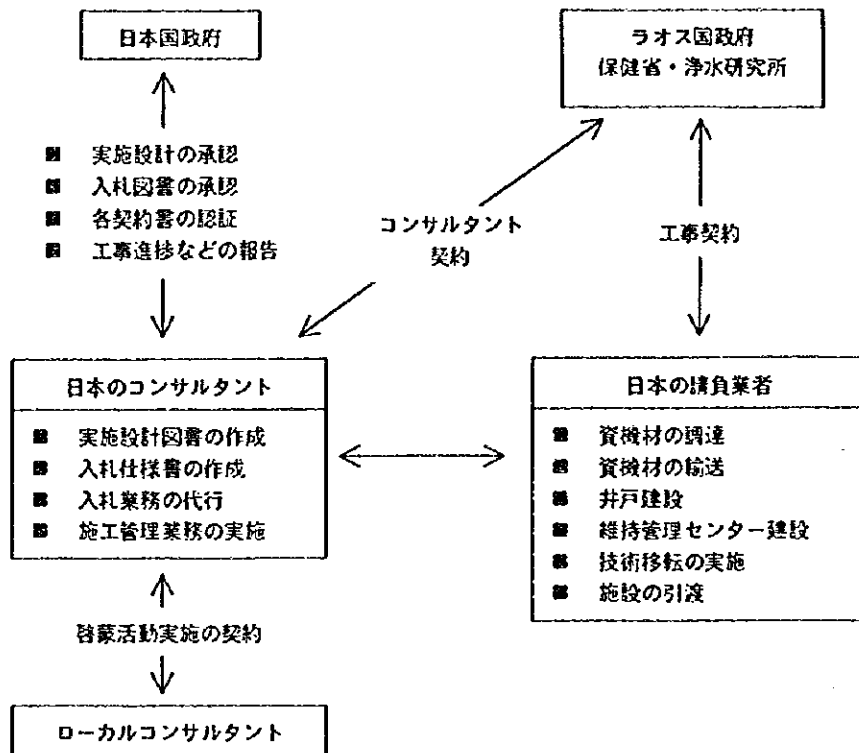 日本国政府
ラオス国政府
保健省・浄水研究所
■ 実施設計の承認
■ 入札図書の承認
■ 各契約書の認証
■ 工事進捗などの報告
コンサルタント
契約
工事契約
日本のコンサルタント
■ 実施設計図書の作成
■ 入札仕様書の作成
■ 入札業務の代行
■ 施工管理業務の実施
日本の請負業者
■ 資機材の調達
■ 資機材の輸送
■ 井戸建設
■ 維持管理センター建設
■ 技術移転の実施
■ 施設の引渡
啓蒙活動実施の契約
ローカルコンサルタント